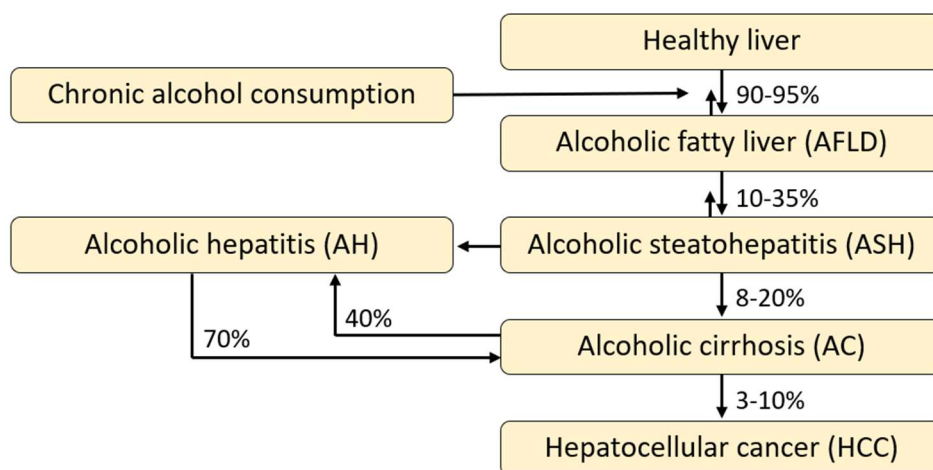 Healthy liver
Chronic alcohol consumption
90-95%
Alcoholic fatty liver (AFLD)
10-35%
Alcoholic hepatitis (AH)
Alcoholic steatohepatitis (ASH)
8-20%
40%
70%
Alcoholic cirrhosis (AC)
3-10%
Hepatocellular cancer (HCC)